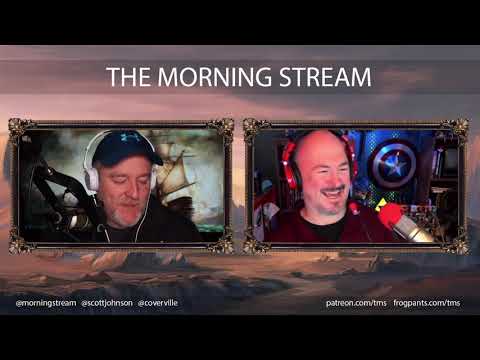 THE MORNING STREAM
@morningstream @scottjohnson @coverville
patreon.com/tms frogpants.com/tms